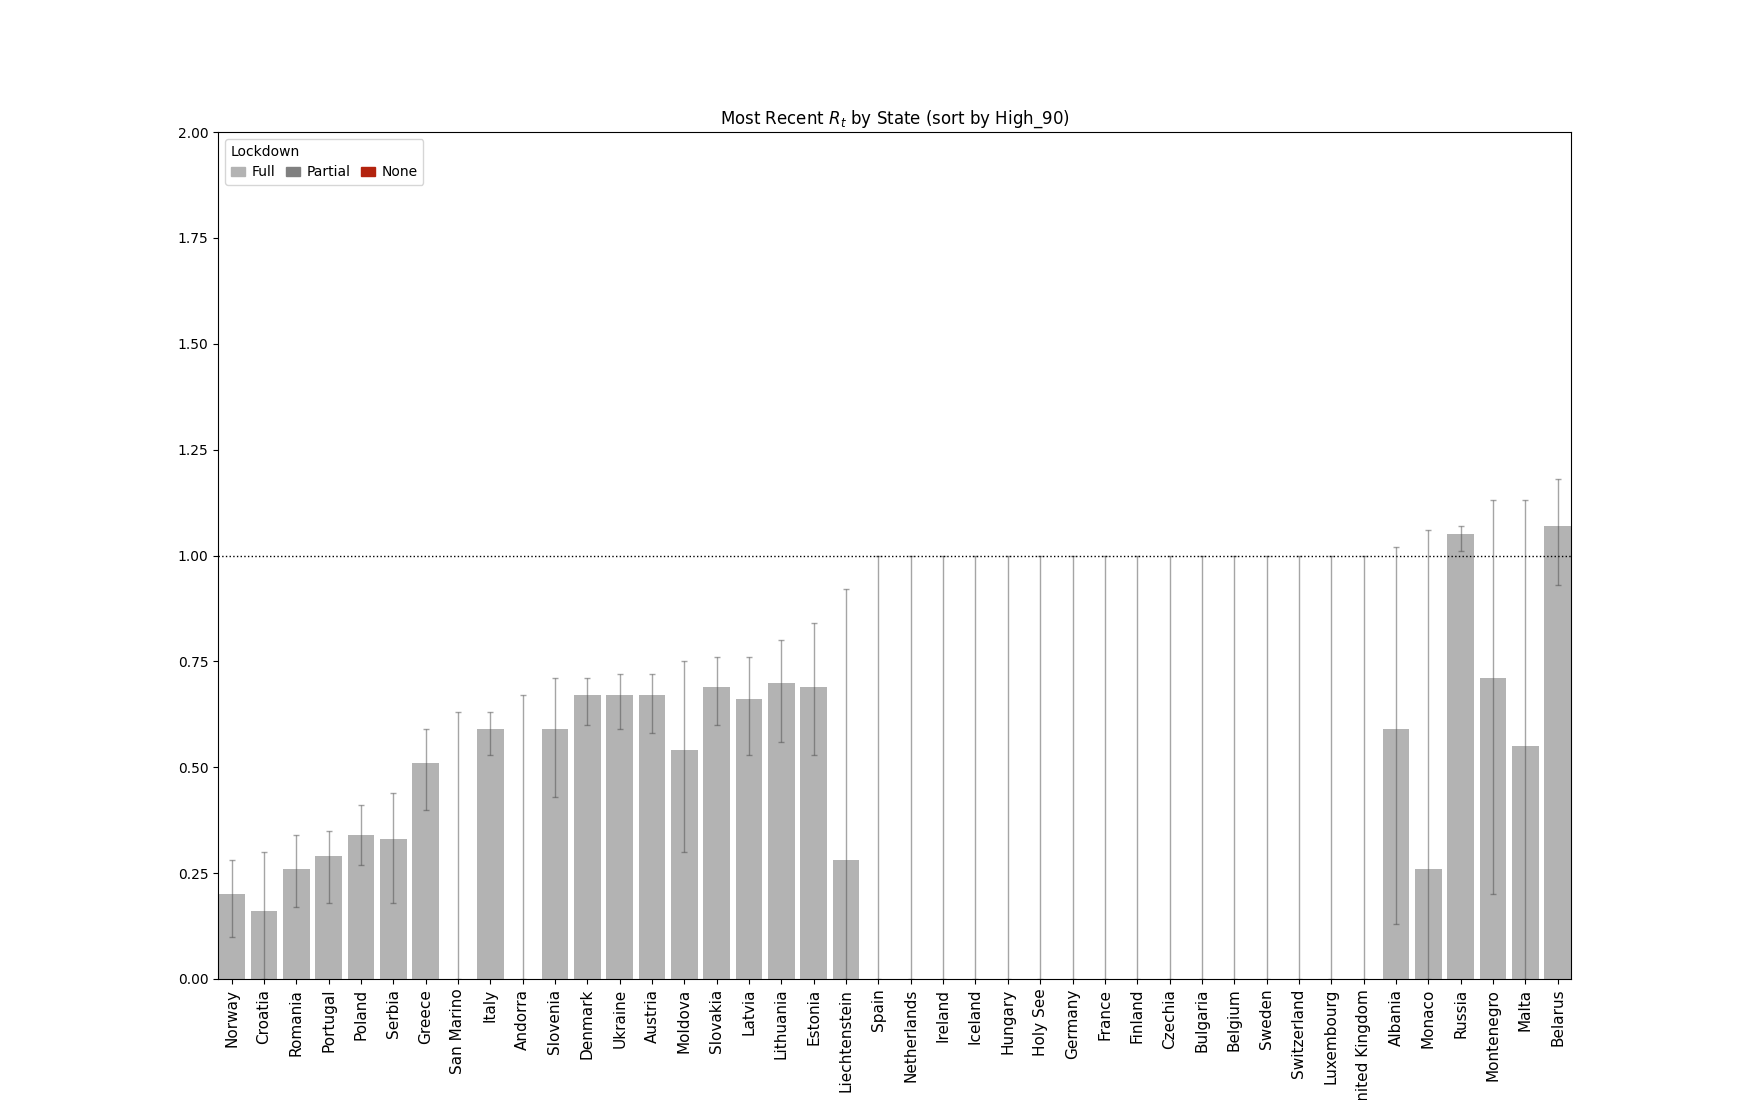 Most Recent R_t by State (sort by High_90)
Lockdown
Full Partial None
2.00
1.75
1.50
1.25
1.00
0.75
0.50
0.25
0.00
Norway
Croatia
Romania
Portugal
Poland
Serbia
Greece
San Marino
Italy
Andorra
Slovenia
Denmark
Ukraine
Austria
Moldova
Slovakia
Latvia
Lithuania
Estonia
Liechtenstein
Spain
Netherlands
Ireland
Iceland
Hungary
Holy See
Germany
France
Finland
Czechia
Bulgaria
Belgium
Sweden
Switzerland
Luxembourg
nited Kingdom
Albania
Monaco
Russia
Montenegro
Malta
Belarus